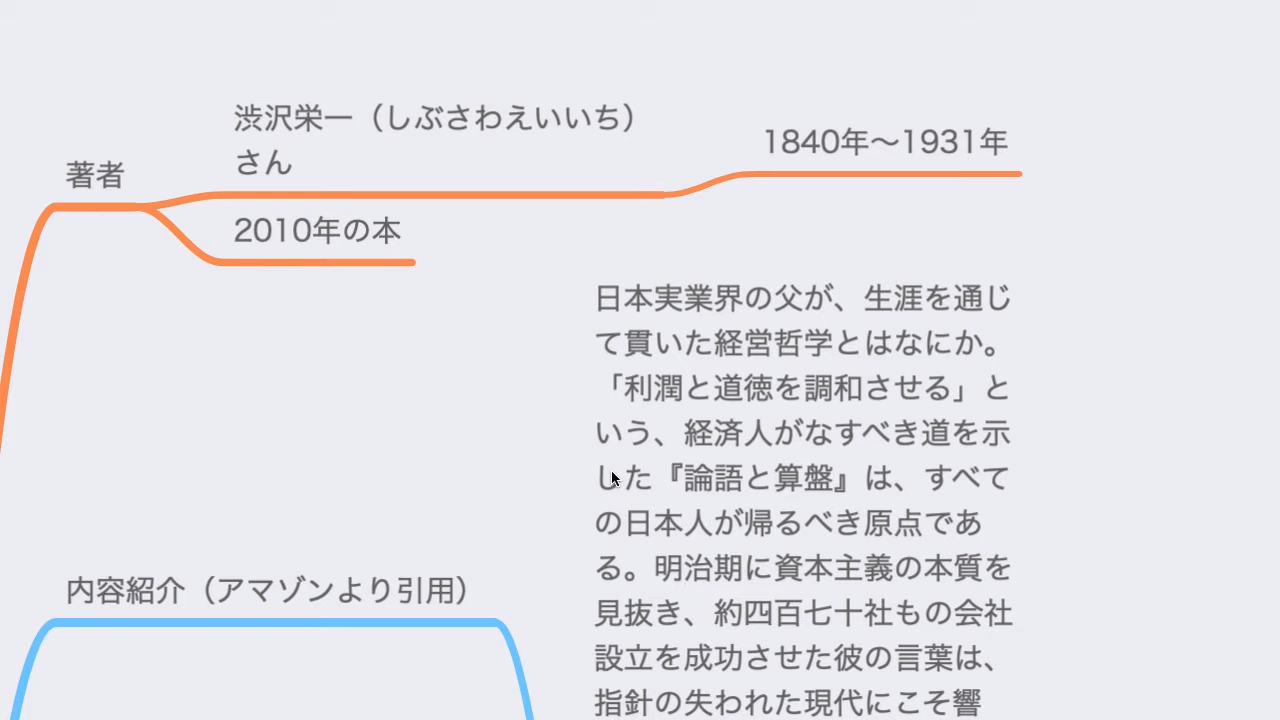 渋沢栄一（しぶさわえいいち）
さん
1840年〜1931年
著者
2010年の本
日本実業界の父が、生涯を通じ
て貫いた経営哲学とはなにか。
「利潤と道徳を調和させる」と
いう、経済人がなすべき道を示
した『論語と算盤』は、すべて
の日本人が帰るべき原点であ
る。明治期に資本主義の本質を
見抜き、約四百七十社もの会社
設立を成功させた彼の言葉は、
指針の失われた現代にこそ響
内容紹介（アマゾンより引用）